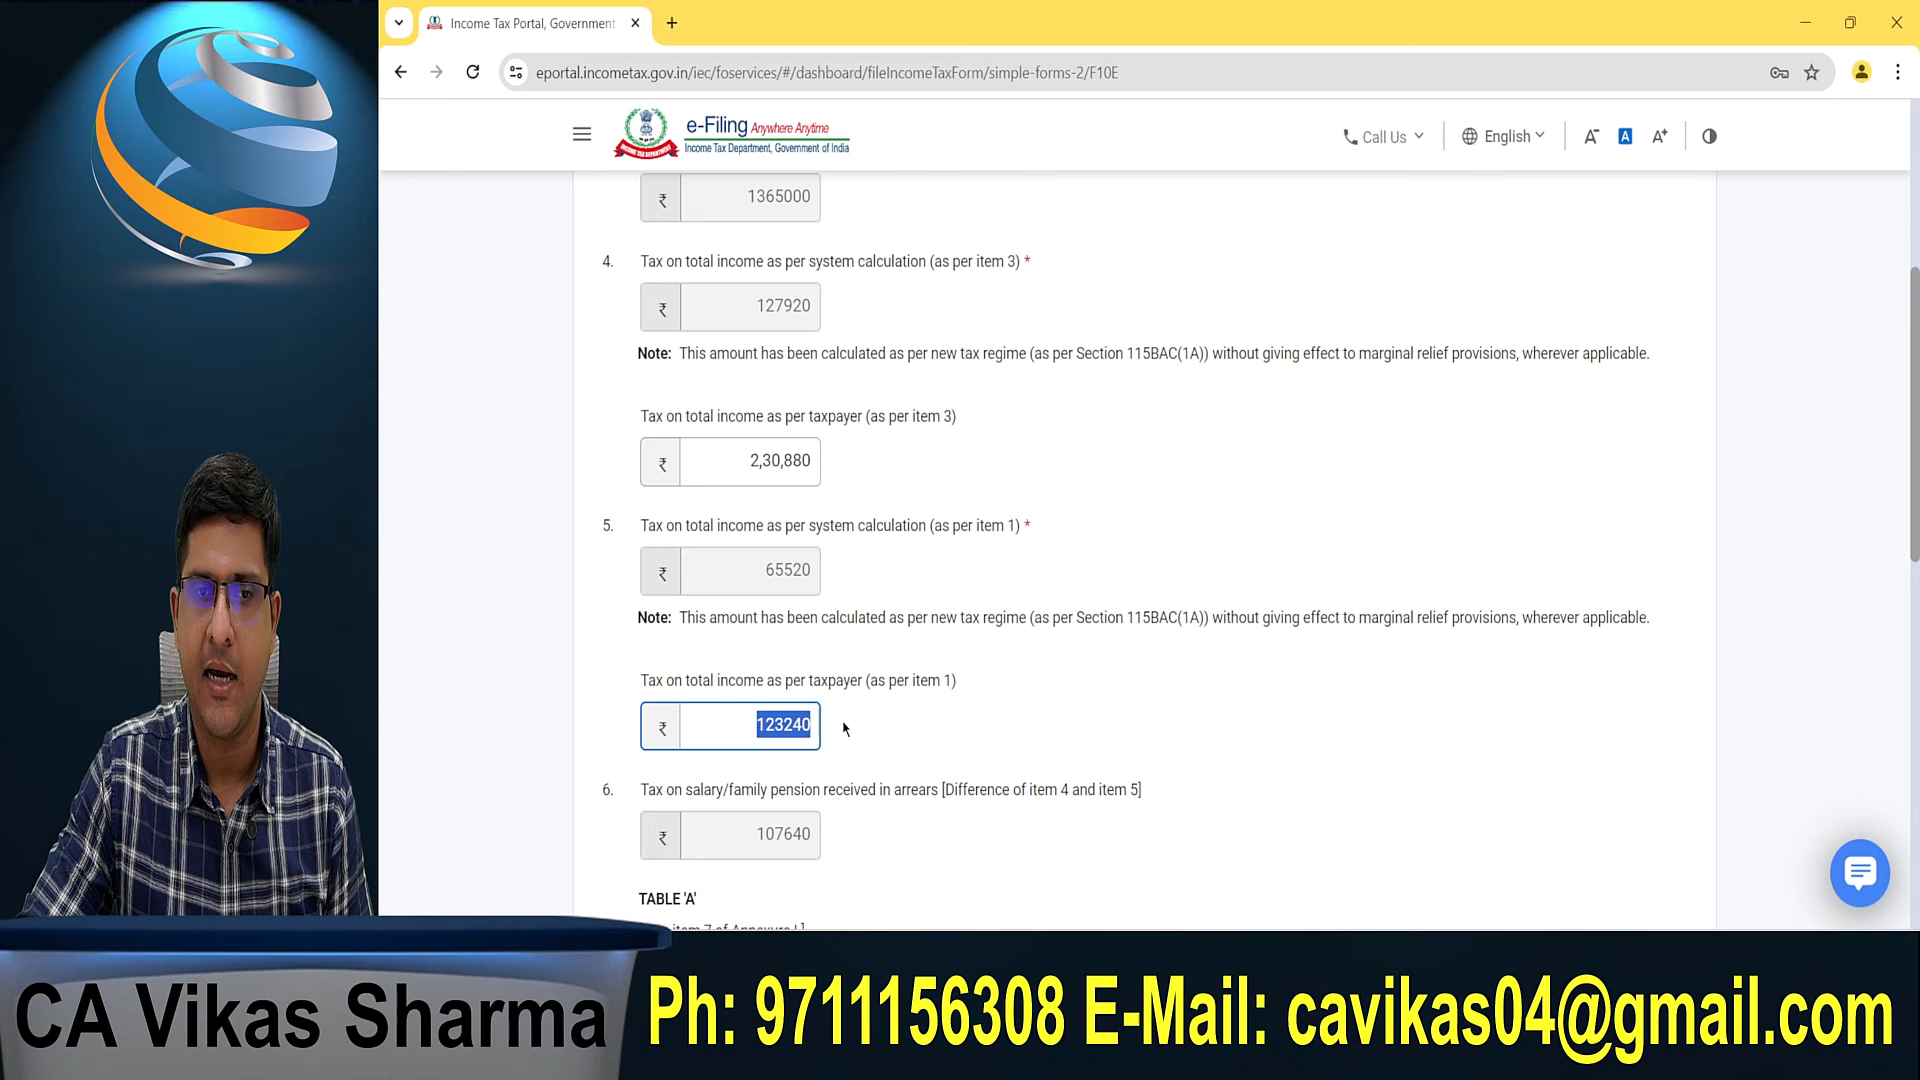 Income Tax Portal, Government
eportal.incometax.gov.in/iec/foservices/#/dashboard/fileIncomeTaxForm/simple-forms-2/F10E
e-Filing Anywhere Anytime
Income Tax Department, Government of India
Call Us
English
A-
A
A+
₹ 1365000
4. Tax on total income as per system calculation (as per item 3) *
₹ 127920
Note: This amount has been calculated as per new tax regime (as per Section 115BAC(1A)) without giving effect to marginal relief provisions, wherever applicable.
Tax on total income as per taxpayer (as per item 3)
₹ 2,30,880
5. Tax on total income as per system calculation (as per item 1) *
₹ 65520
Note: This amount has been calculated as per new tax regime (as per Section 115BAC(1A)) without giving effect to marginal relief provisions, wherever applicable.
Tax on total income as per taxpayer (as per item 1)
₹ 123240
6. Tax on salary/family pension received in arrears [Difference of item 4 and item 5]
₹ 107640
TABLE 'A'
item 7 of Annexure I ]
CA Vikas Sharma
Ph: 9711156308 E-Mail: cavikas04@gmail.com